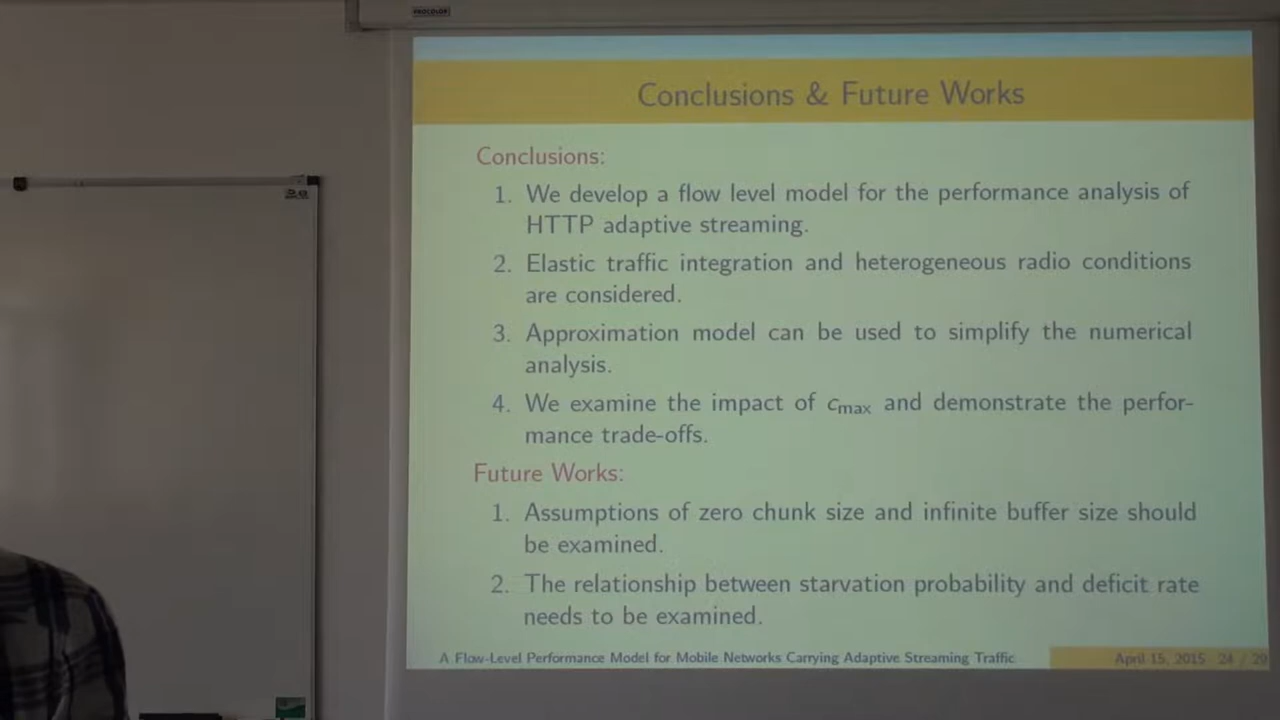 PROCOLOR
Conclusions & Future Works
Conclusions:
1. We develop a flow level model for the performance analysis of
HTTP adaptive streaming.
2. Elastic traffic integration and heterogeneous radio conditions
are considered.
3. Approximation model can be used to simplify the numerical
analysis.
4. We examine the impact of cmax and demonstrate the perfor-
mance trade-offs.
Future Works:
1. Assumptions of zero chunk size and infinite buffer size should
be examined.
2. The relationship between starvation probability and deficit rate
needs to be examined.
A Flow-Level Performance Model for Mobile Networks Carrying Adaptive Streaming Traffic
April 15, 2015 24 / 29